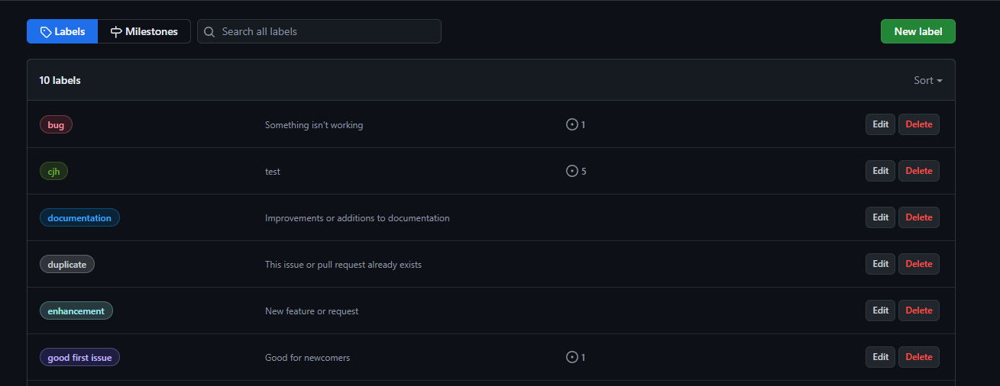 Labels Milestones Search all labels New label
10 labels Sort
bug Something isn't working 1 Edit Delete
cjh test 5 Edit Delete
documentation Improvements or additions to documentation Edit Delete
duplicate This issue or pull request already exists Edit Delete
enhancement New feature or request Edit Delete
good first issue Good for newcomers 1 Edit Delete